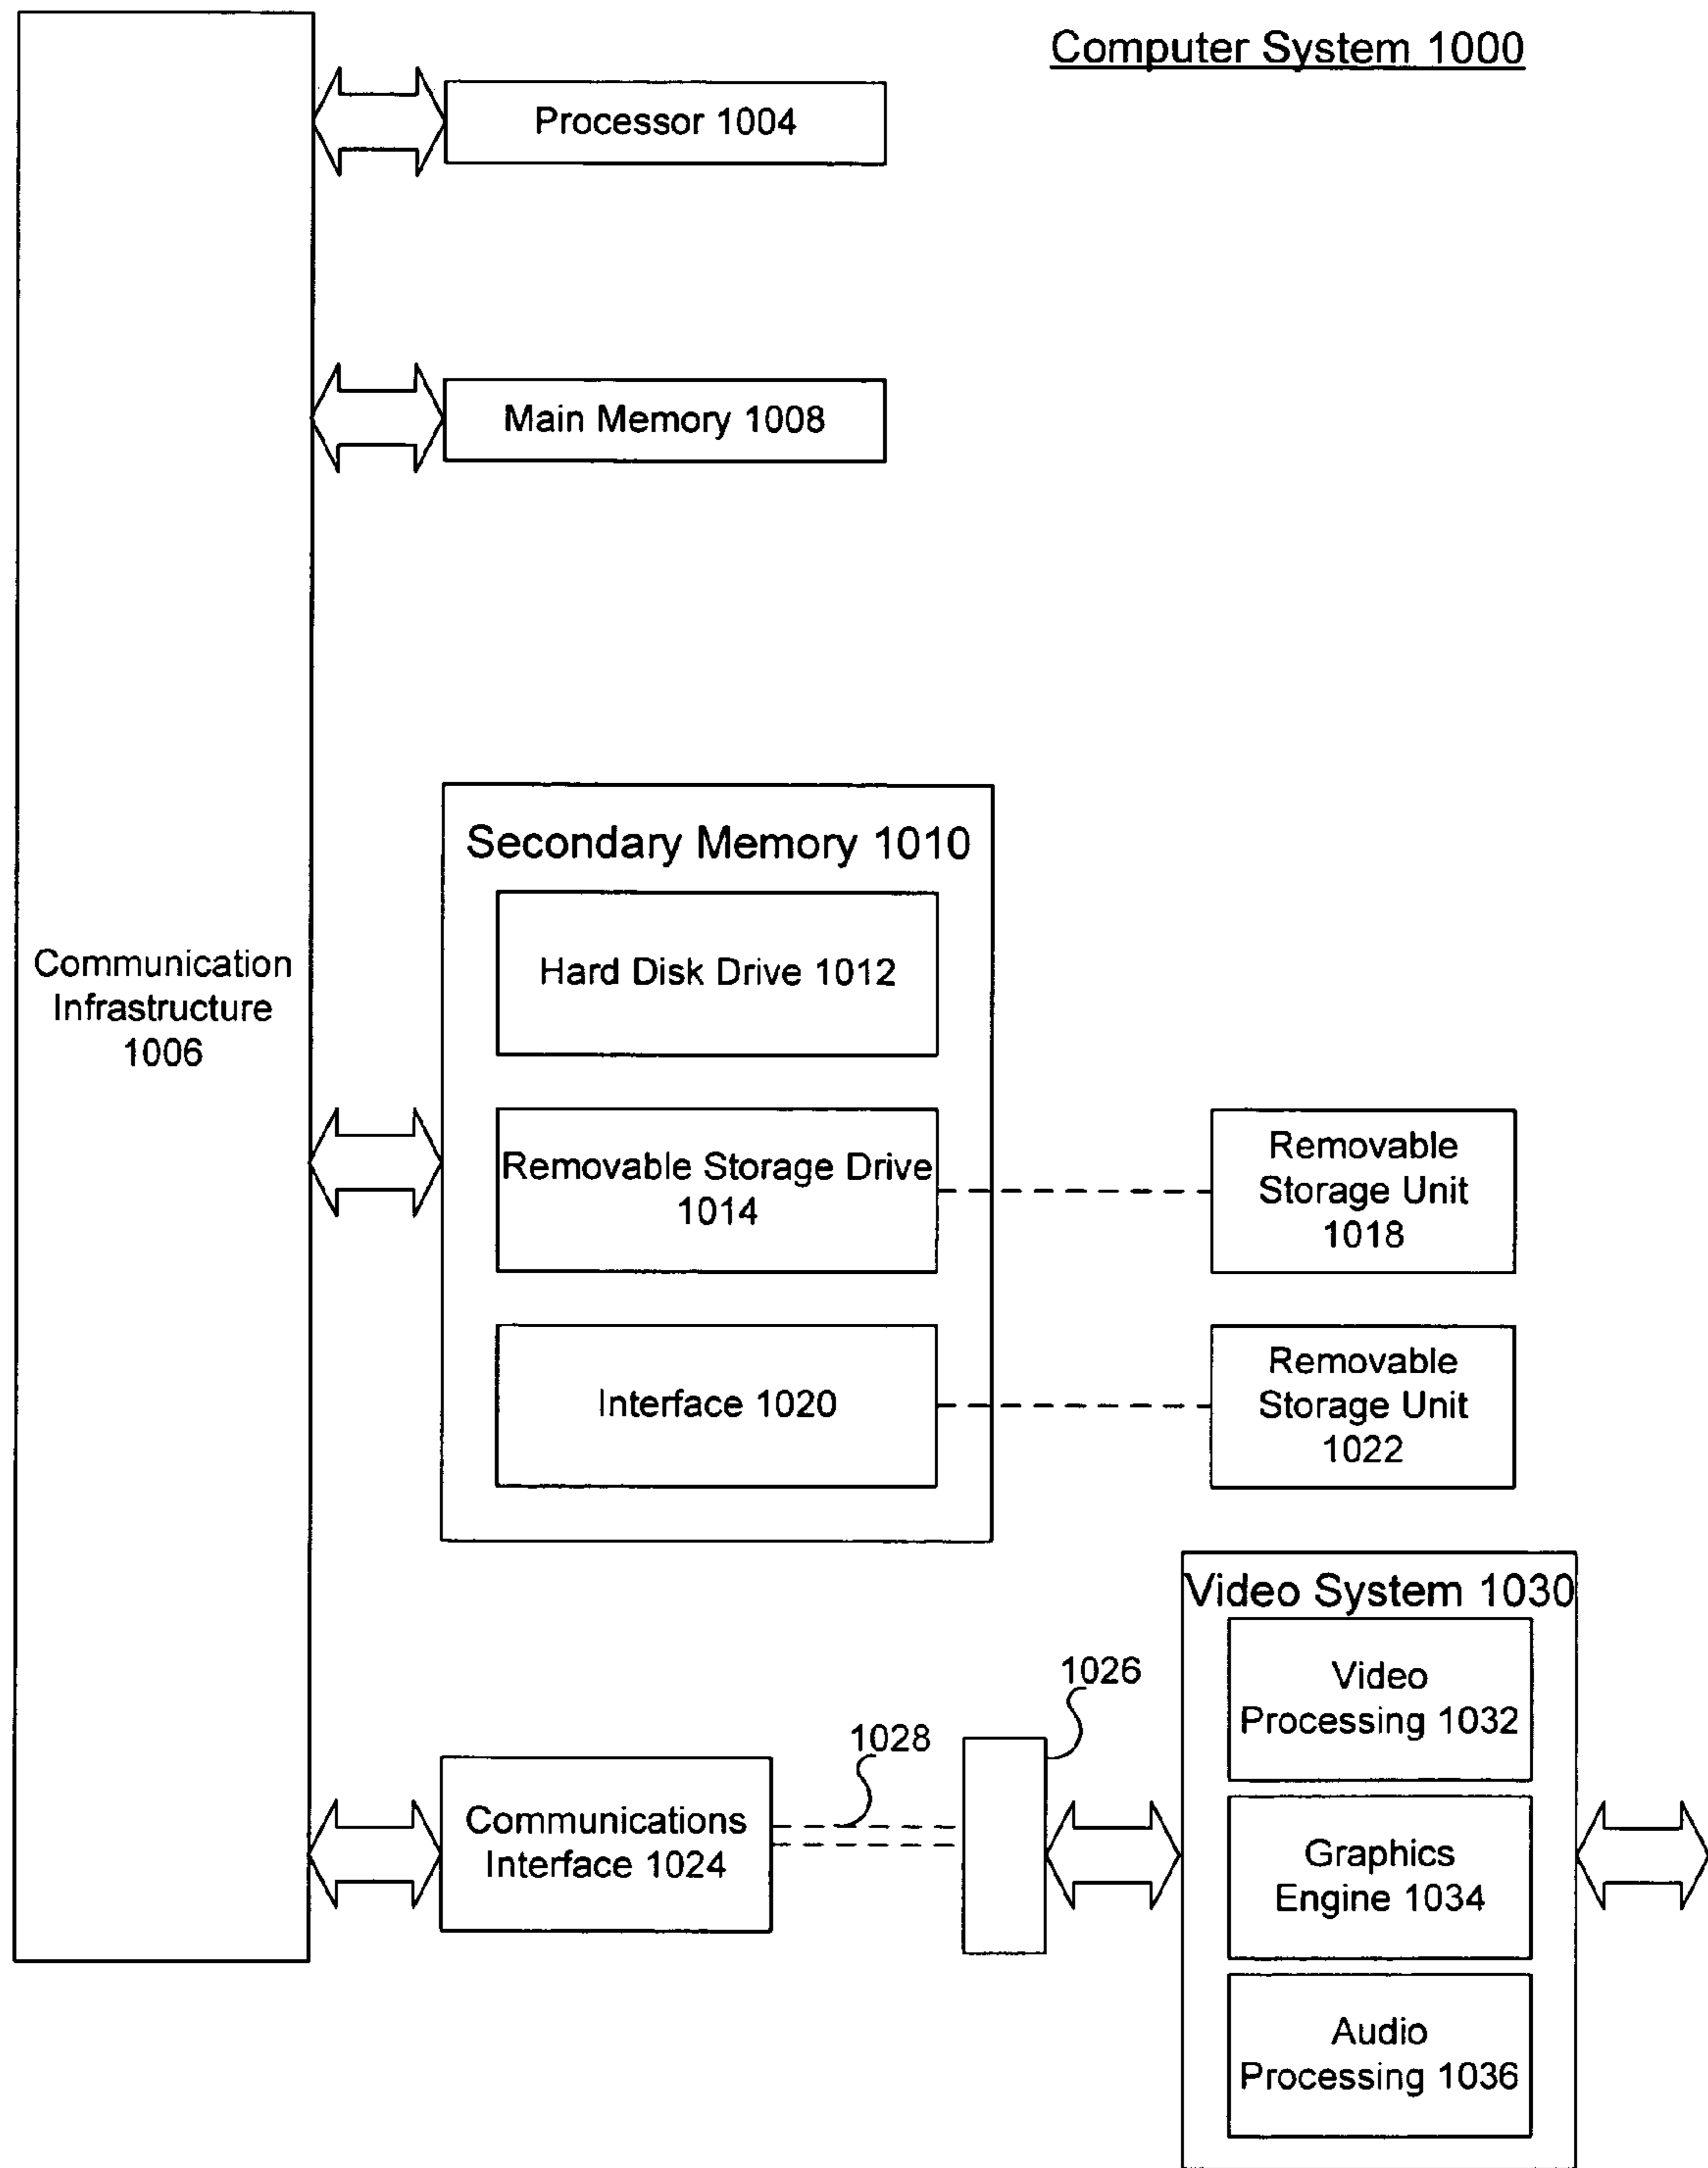 Computer System 1000
Processor 1004
Main Memory 1008
Communication
Infrastructure
1006
Secondary Memory 1010
Hard Disk Drive 1012
Removable Storage Drive
1014
Removable
Storage Unit
1018
Interface 1020
Removable
Storage Unit
1022
Communications
Interface 1024
1028
1026
Video System 1030
Video
Processing 1032
Graphics
Engine 1034
Audio
Processing 1036